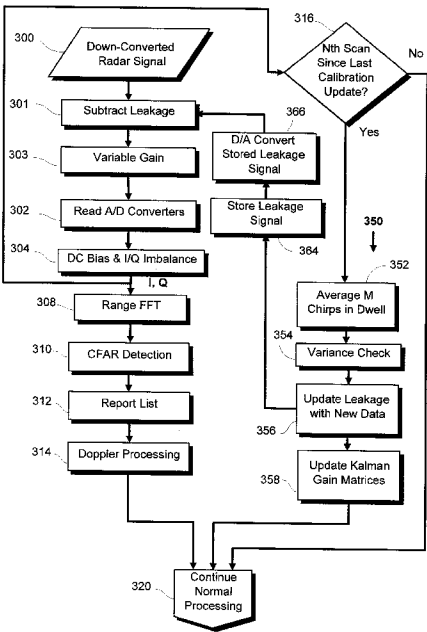 300
Down-Converted
Radar Signal
301
Subtract Leakage
303
Variable Gain
302
Read A/D Converters
304
DC Bias & I/Q Imbalance
I, Q
308
Range FFT
310
CFAR Detection
312
Report List
314
Doppler Processing
316
Nth Scan
Since Last
Calibration
Update?
No
Yes
366
D/A Convert
Stored Leakage
Signal
Store Leakage
Signal
364
350
352
Average M
Chirps in Dwell
354
Variance Check
Update Leakage
with New Data
356
Update Kalman
Gain Matrices
358
320
Continue
Normal
Processing